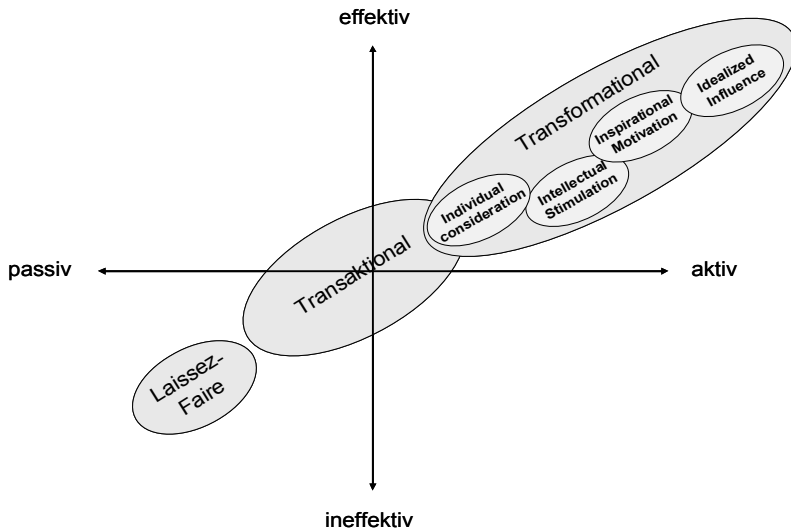 effektiv
Transformational
Idealized
Influence
Inspirational
Motivation
Intellectual
Stimulation
Individual
consideration
Transaktional
passiv
aktiv
Laissez-
Faire
ineffektiv